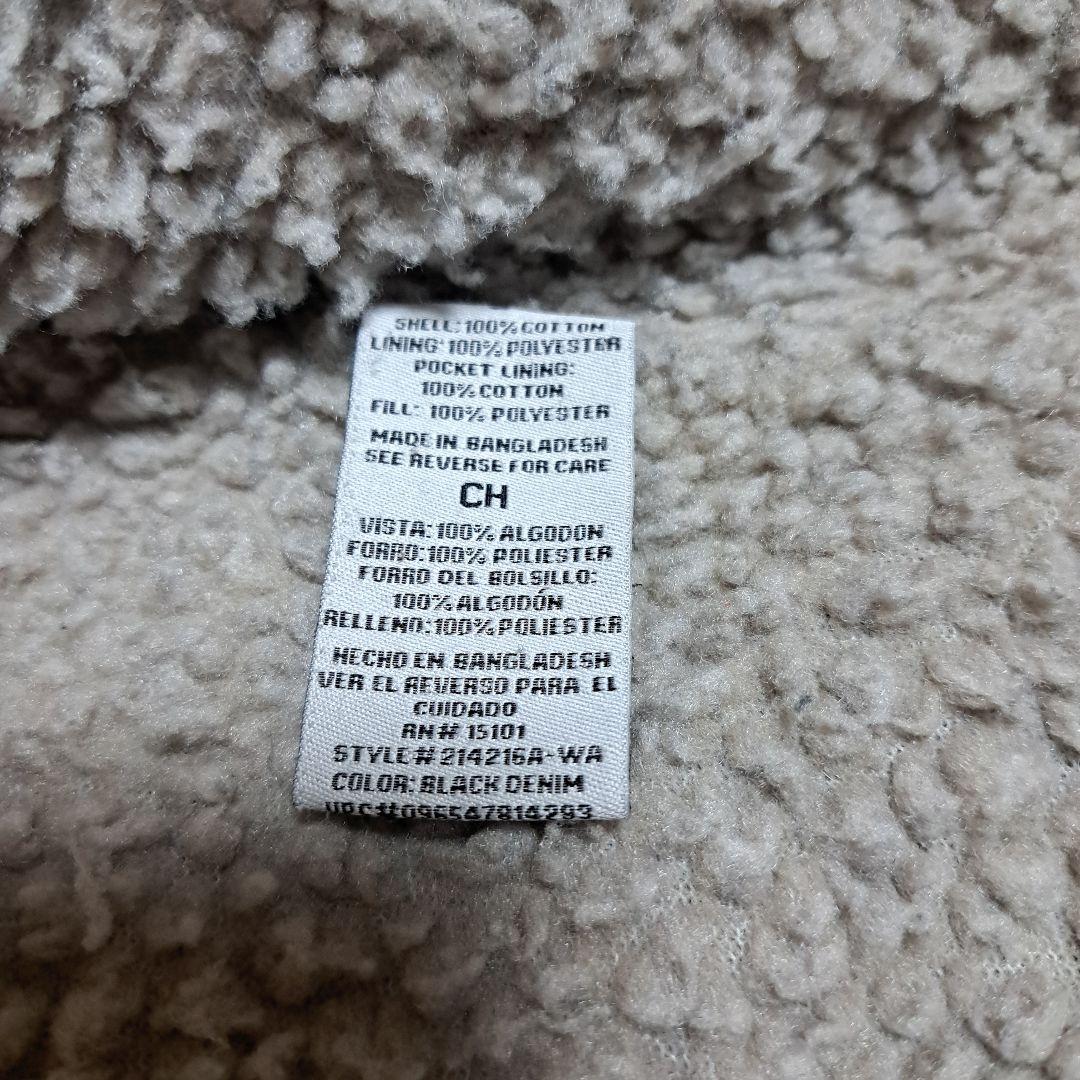 SHELL: 100% COTTON
LINING: 100% POLYESTER
POCKET LINING:
100% COTTON
FILL: 100% POLYESTER
MADE IN BANGLADESH
SEE REVERSE FOR CARE
CH
VISTA: 100% ALGODON
FORRO: 100% POLIESTER
FORRO DEL BOLSILLO:
100% ALGODÓN
RELLENO: 100% POLIESTER
HECHO EN BANGLADESH
VER EL REVERSO PARA EL
CUIDADO
RN# 15101
STYLE# 214216A-WA
COLOR: BLACK DENIM
UPC#096547814293